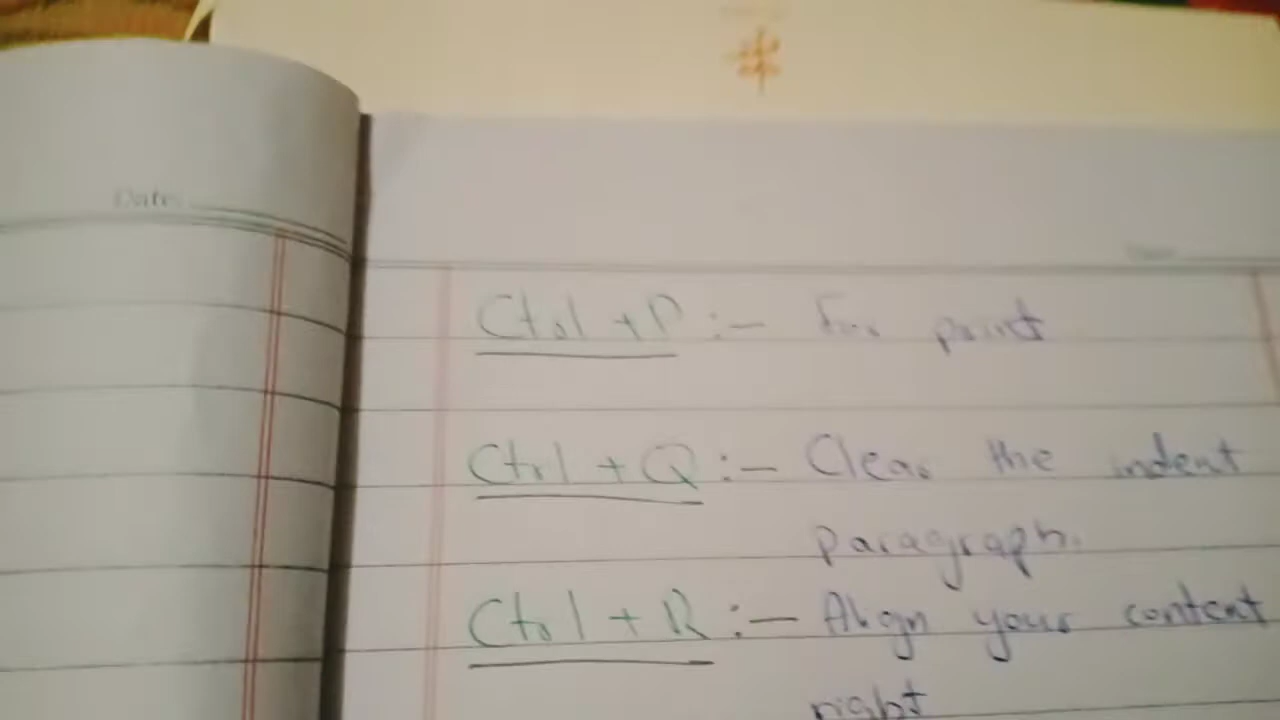 Date:
Ctrl + P :- For print
Ctrl + Q :- Clear the indent
paragraph.
Ctrl + R :- Align your content
right